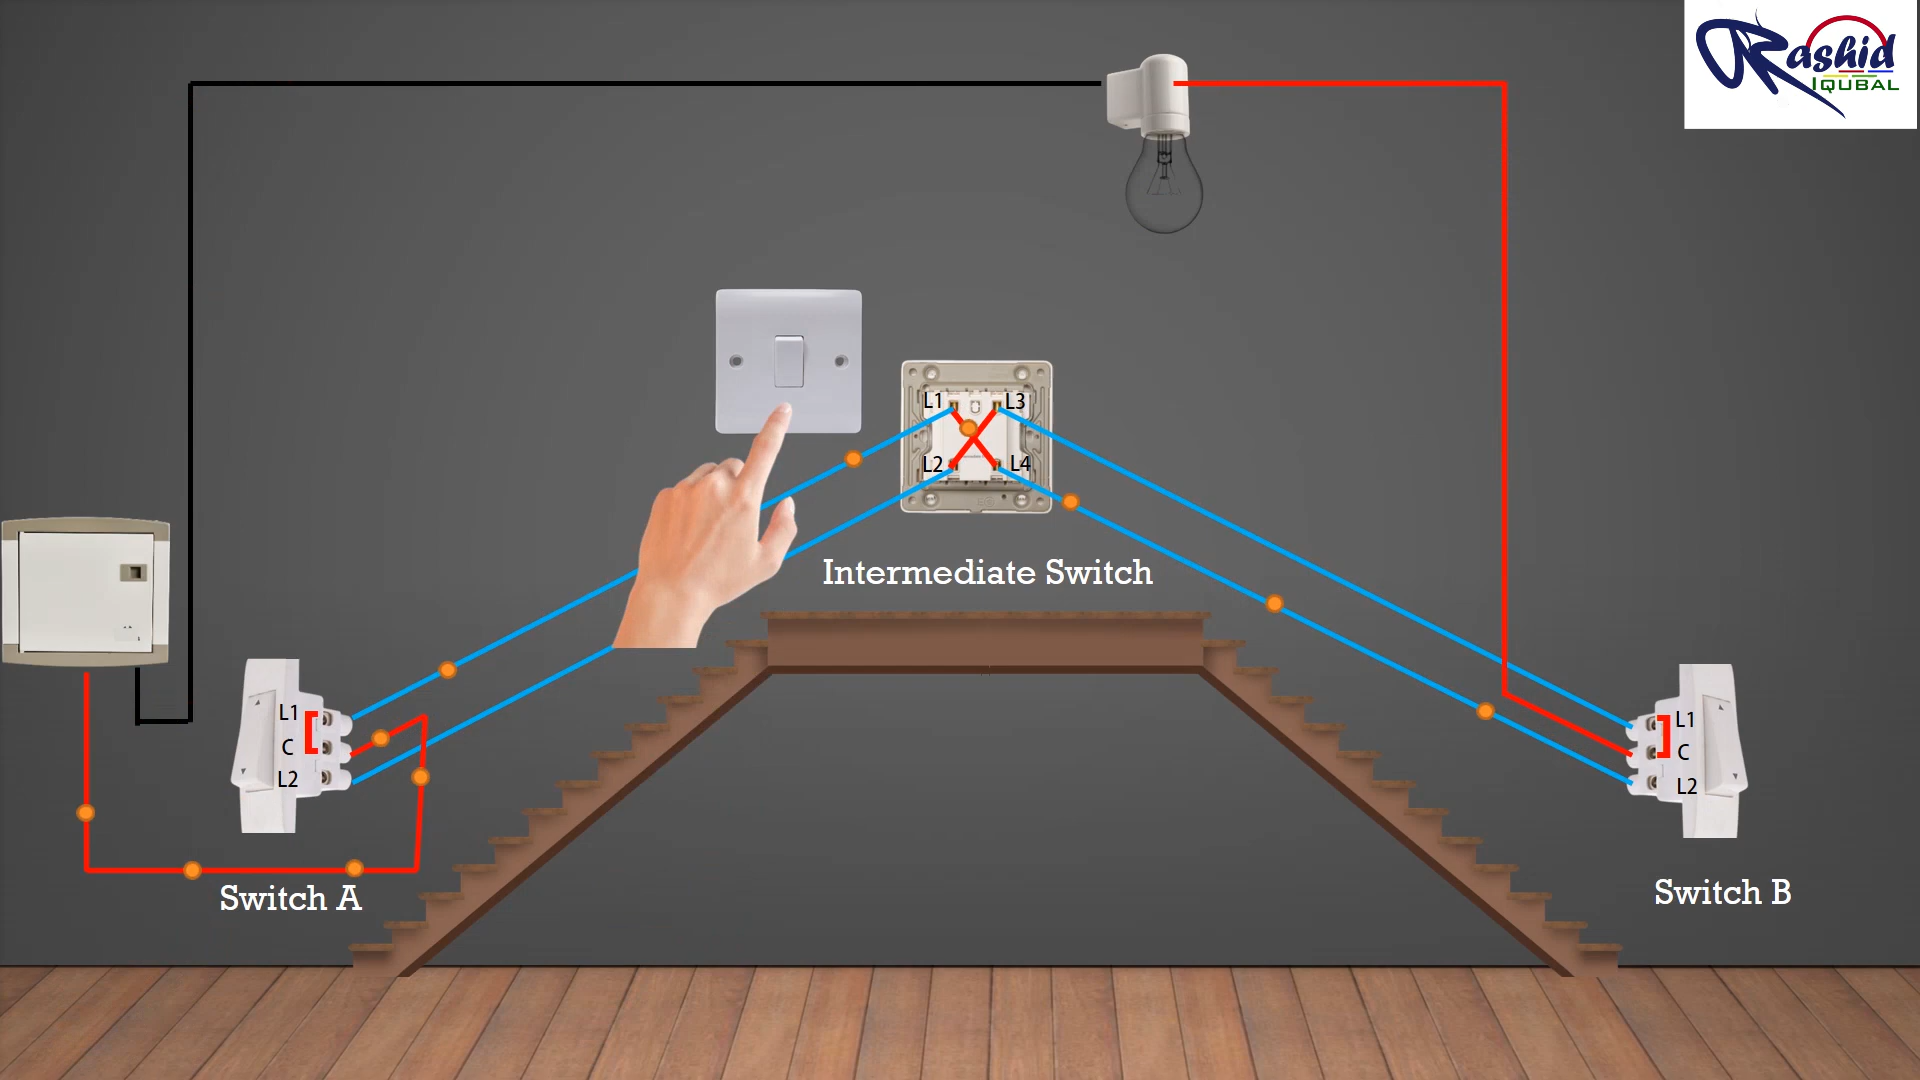 Rashid
IQUBAL
L1
L3
L2
L4
Intermediate Switch
L1
C
L2
Switch A
L1
C
L2
Switch B